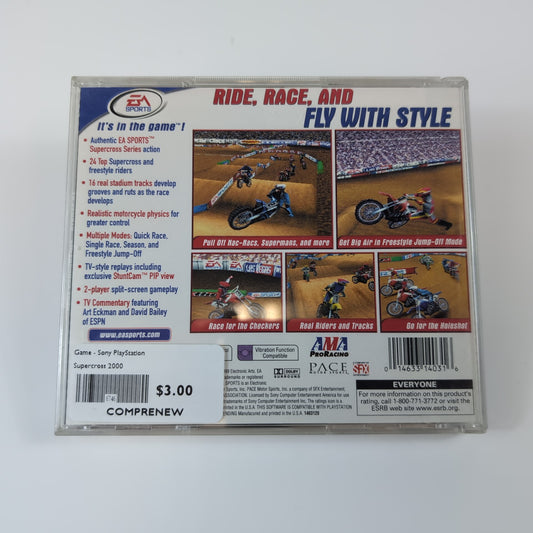 EA
SPORTS
It's in the game™!
RIDE, RACE, AND
FLY WITH STYLE
• Authentic EA SPORTS™
Supercross Series action
• 24 Top Supercross and
freestyle riders
• 16 real stadium tracks develop
grooves and ruts as the race
develops
• Realistic motorcycle physics for
greater control
• Multiple Modes: Quick Race,
Single Race, Season, and
Freestyle Jump-Off
• TV-style replays including
exclusive StuntCam™ PIP view
• 2-player split-screen gameplay
• TV Commentary featuring
Art Eckman and David Bailey
of ESPN
www.easports.com
Pull Off Nac-Nacs, Supermans, and more
Get Big Air in Freestyle Jump-Off Mode
Race for the Checkers
Real Riders and Tracks
Go for the Holeshot
Game - Sony PlayStation
Supercross 2000
$3.00
COMPRENEW
Vibration Function
Compatible
DOLBY
SURROUND
AMA
PRORACING
PACE
SFX
0 14633 14031 6
EVERYONE
For more information on this product's
rating, call 1-800-771-3772 or visit the
ESRB web site www.esrb.org.